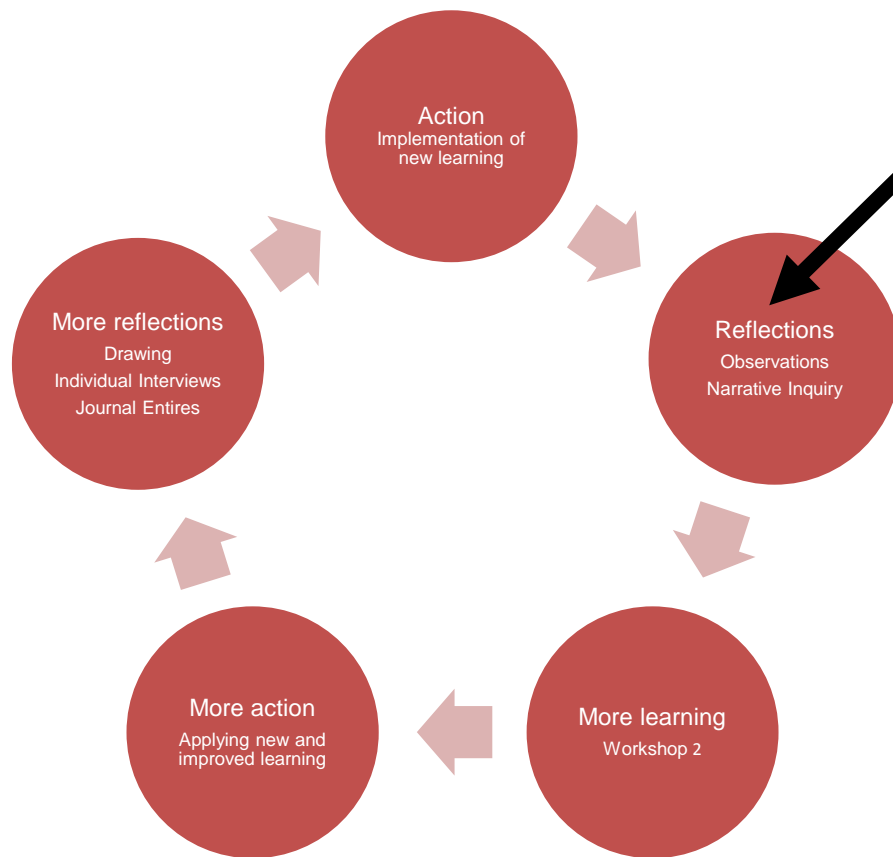 Action
Implementation of
new learning
Reflections
Observations
Narrative Inquiry
More learning
Workshop 2
More action
Applying new and
improved learning
More reflections
Drawing
Individual Interviews
Journal Entires